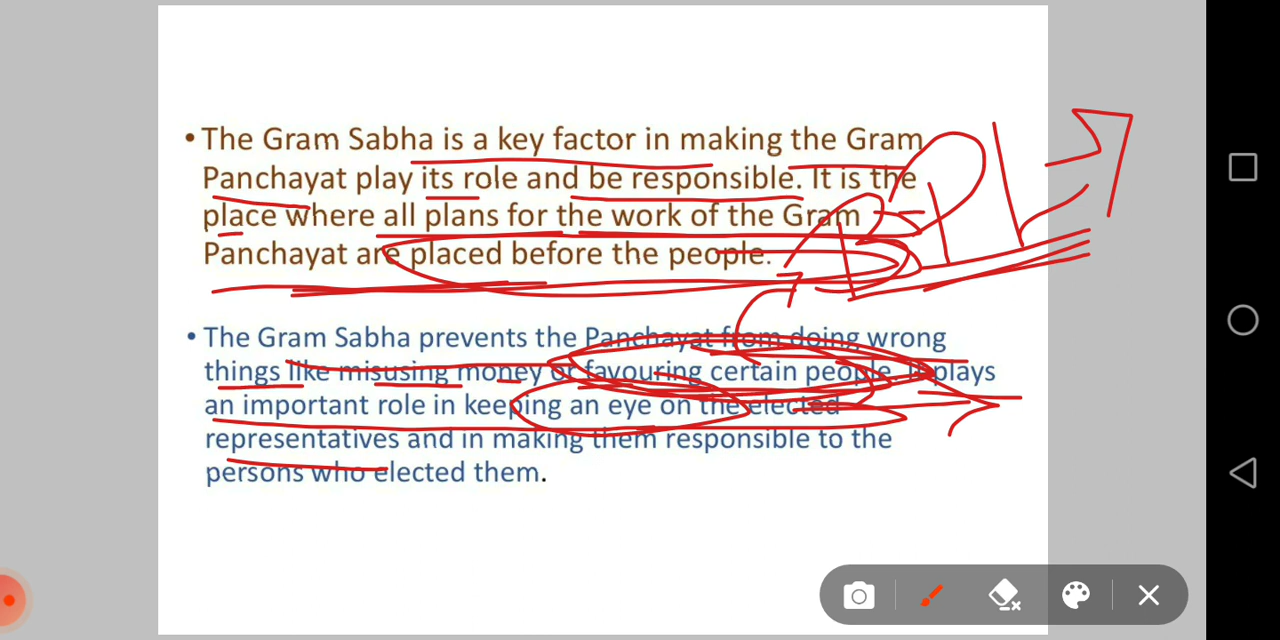 • The Gram Sabha is a key factor in making the Gram
Panchayat play its role and be responsible. It is the
place where all plans for the work of the Gram
Panchayat are placed before the people.
BPL
• The Gram Sabha prevents the Panchayat from doing wrong
things like misusing money or favouring certain people. It plays
an important role in keeping an eye on the elected
representatives and in making them responsible to the
persons who elected them.